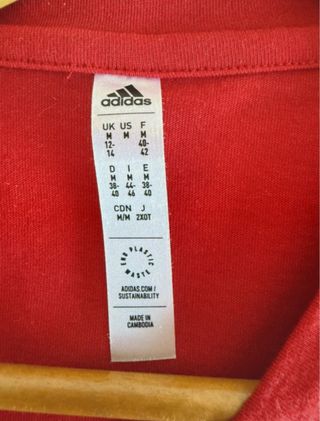 adidas
UK US F
M M M
12- 40-
14 42
D I E
M M M
38- 44- 38-
40 46 40
CDN J
M/M 2XOT
END PLASTIC WASTE
ADIDAS.COM/
SUSTAINABILITY
MADE IN
CAMBODIA